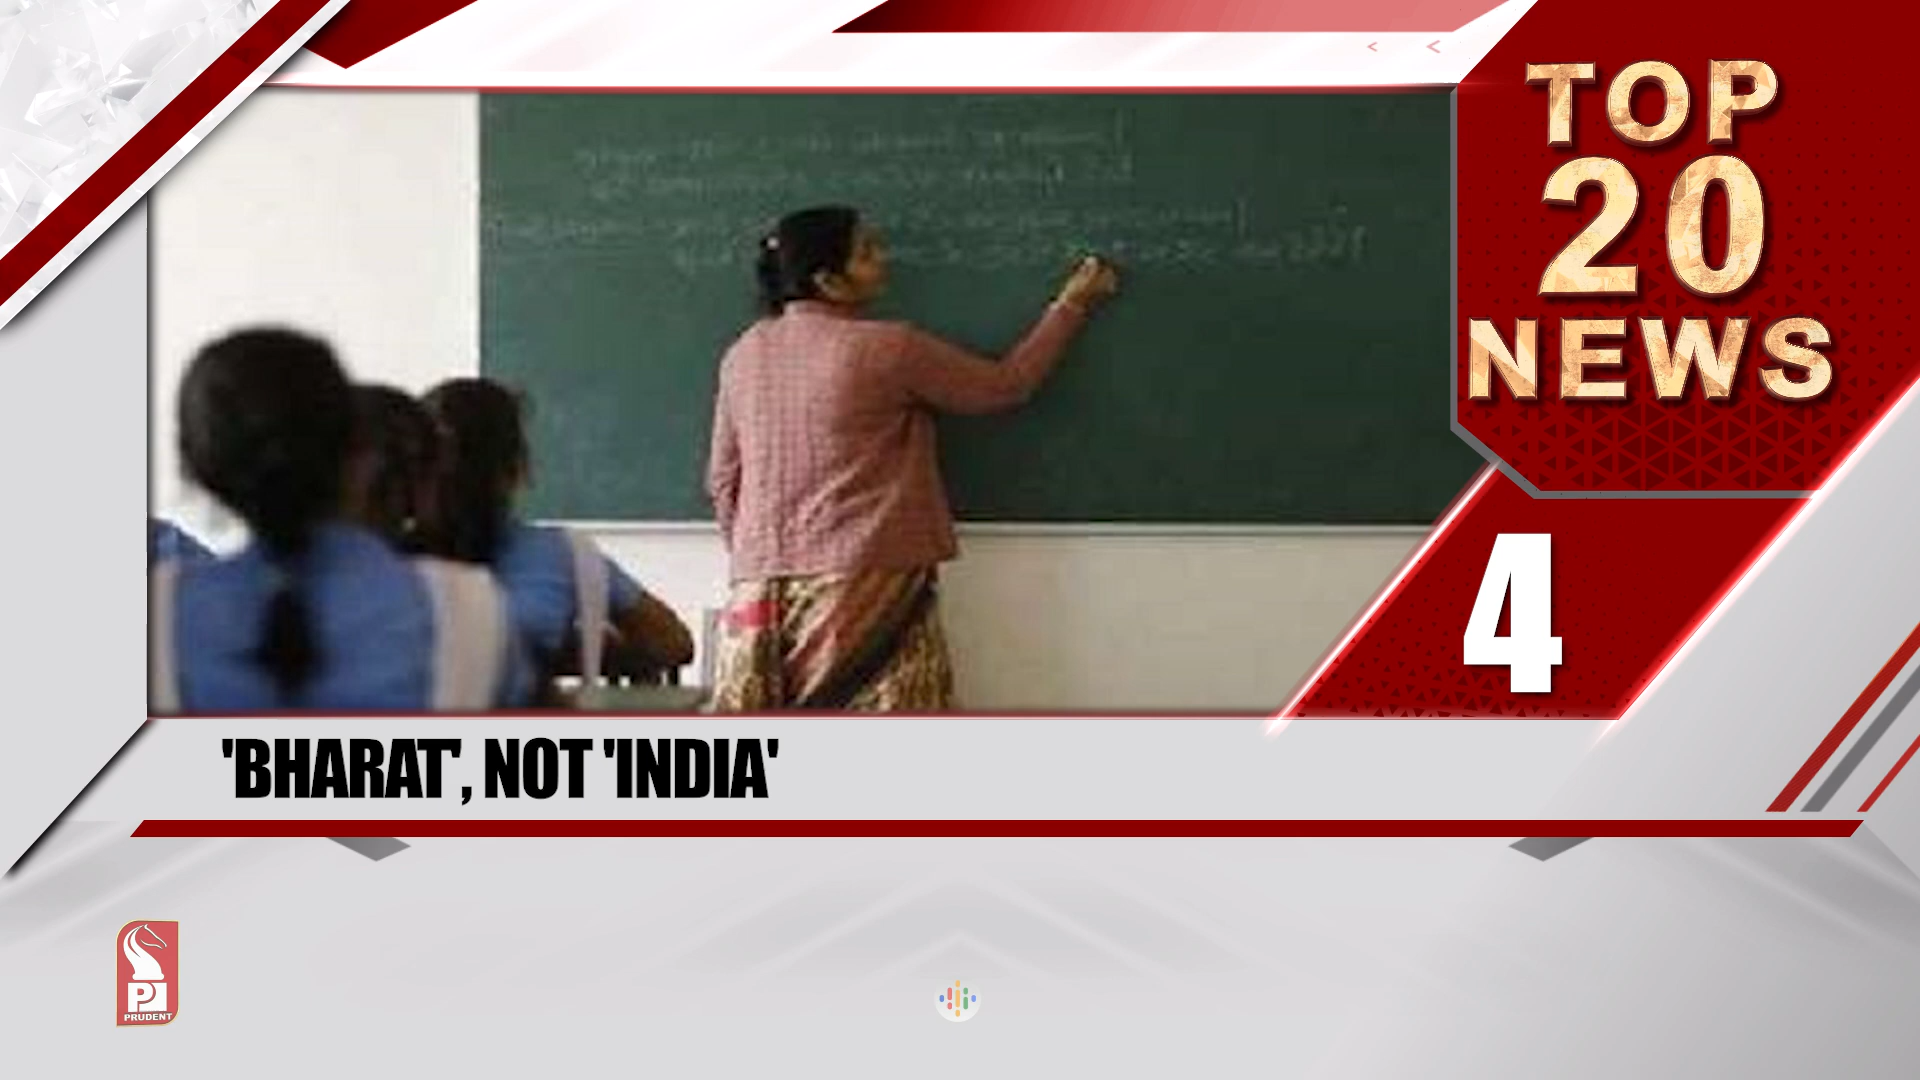 TOP
20
NEWS
4
'BHARAT', NOT 'INDIA'
P
PRUDENT